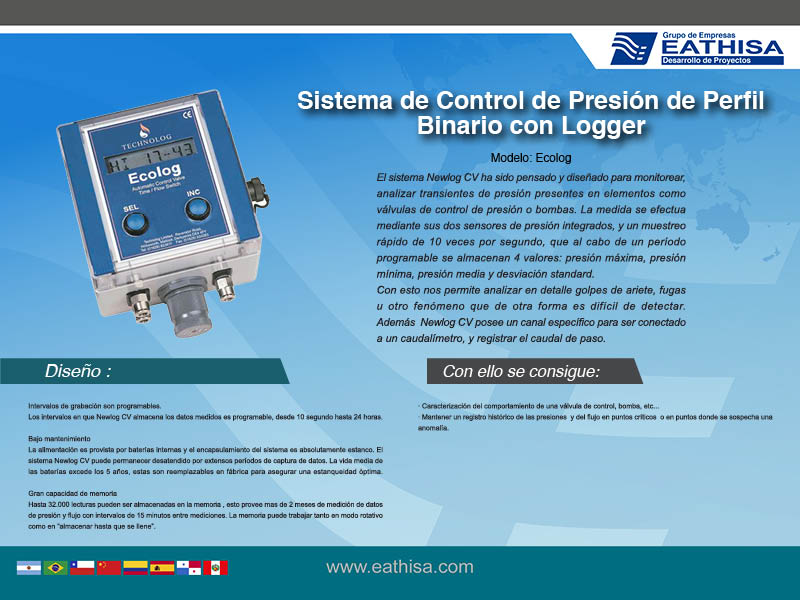 Grupo de Empresas
EATHISA
Desarrollo de Proyectos
Sistema de Control de Presión de Perfil
Binario con Logger
Modelo: Ecolog
El sistema Newlog CV ha sido pensado y diseñado para monitorear,
analizar transientes de presión presentes en elementos como
válvulas de control de presión o bombas. La medida se efectua
mediante sus dos sensores de presión integrados, y un muestreo
rápido de 10 veces por segundo, que al cabo de un período
programable se almacenan 4 valores: presión máxima, presión
mínima, presión media y desviación standard.
Con esto nos permite analizar en detalle golpes de ariete, fugas
u otro fenómeno que de otra forma es difícil de detectar.
Además Newlog CV posee un canal específico para ser conectado
a un caudalímetro, y registrar el caudal de paso.
CE
TECHNOLOG
HI 17-43
Ecolog
Automatic Control Valve
Time / Flow Switch
SEL
INC
Diseño :
Intervalos de grabación son programables.
Los intervalos en que Newlog CV almacena los datos medidos es programable, desde 10 segundo hasta 24 horas.
Bajo mantenimiento
La alimentación es provista por baterías internas y el encapsulamiento del sistema es absolutamente estanco. El
sistema Newlog CV puede permanecer desatendido por extensos períodos de captura de datos. La vida media de
las baterías excede los 5 años, estas son reemplazables en fábrica para asegurar una estanqueidad óptima.
Gran capacidad de memoria
Hasta 32.000 lecturas pueden ser almacenadas en la memoria , esto provee mas de 2 meses de medición de datos
de presión y flujo con intervalos de 15 minutos entre mediciones. La memoria puede trabajar tanto en modo rotativo
como en "almacenar hasta que se llene".
Con ello se consigue:
· Caracterización del comportamiento de una válvula de control, bomba, etc...
· Mantener un registro histórico de las presiones y del flujo en puntos críticos o en puntos donde se sospecha una
anomalía.
www.eathisa.com